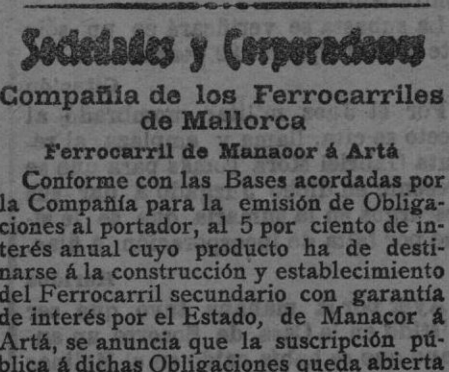 Sociedades y Corporaciones
Compañía de los Ferrocarriles
de Mallorca
Ferrocarril de Manacor á Artá
Conforme con las Bases acordadas por
la Compañía para la emisión de Obliga-
ciones al portador, al 5 por ciento de in-
terés anual cuyo producto ha de desti-
narse á la construcción y establecimiento
del Ferrocarril secundario con garantía
de interés por el Estado, de Manacor á
Artá, se anuncia que la suscripción pú-
blica á dichas Obligaciones queda abierta